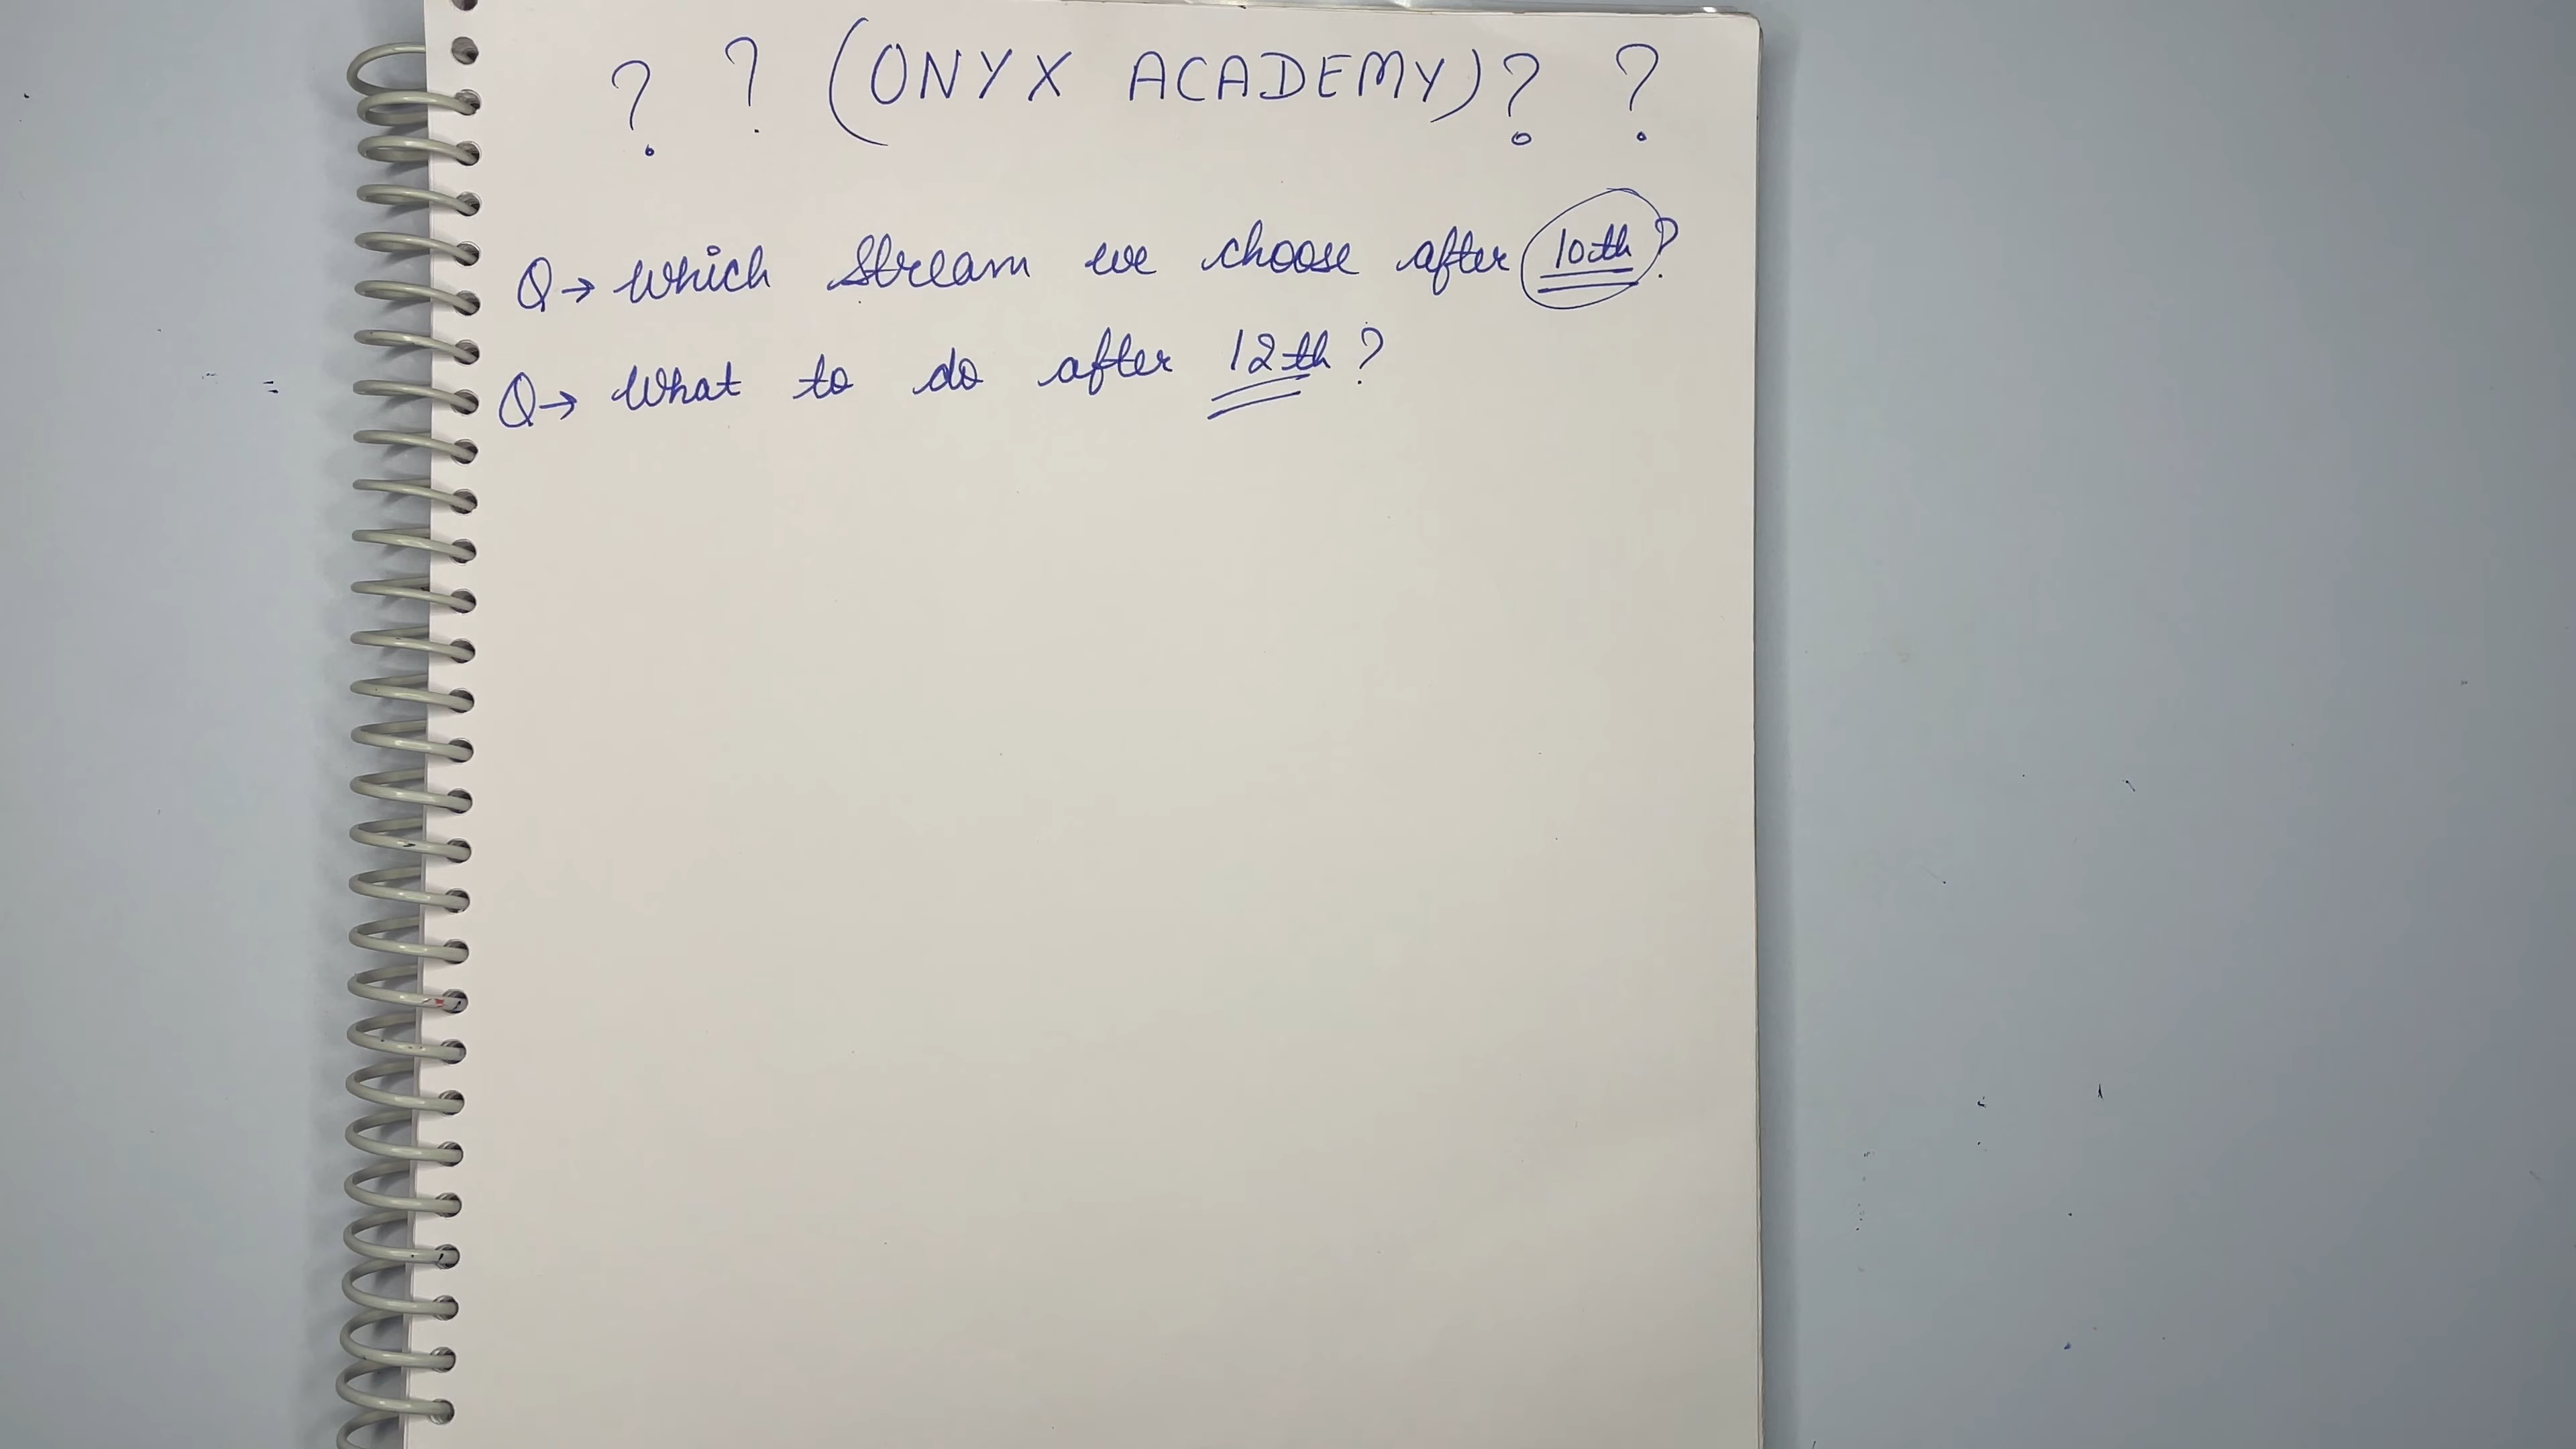 ? ? (ONYX ACADEMY) ? ?
Q→ Which Stream we choose after 10th?
Q→ What to do after 12th?